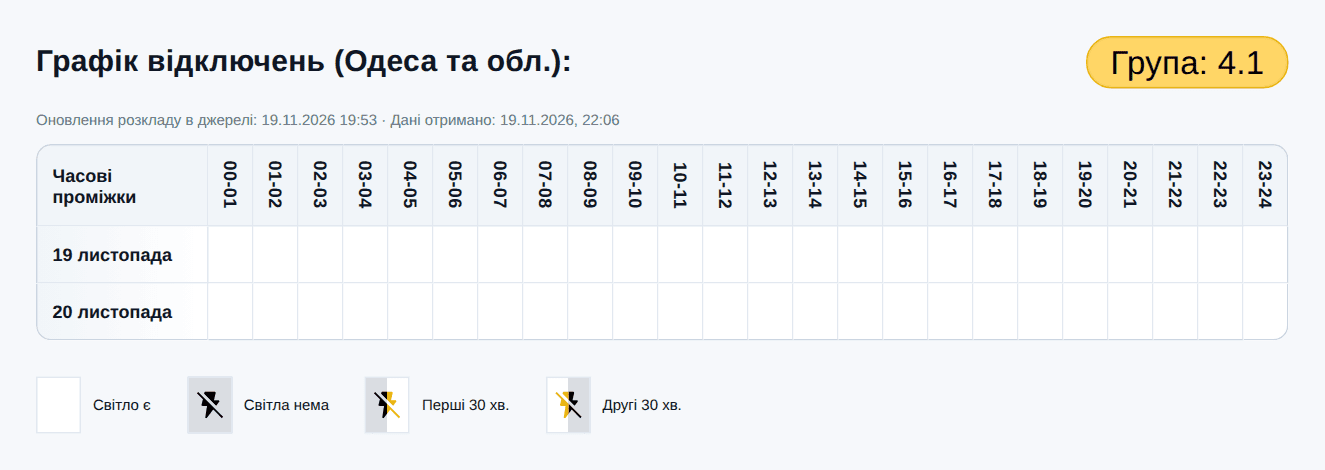 Графік відключень (Одеса та обл.):
Група: 4.1
Оновлення розкладу в джерелі: 19.11.2026 19:53 · Дані отримано: 19.11.2026, 22:06
Часові
проміжки
00-01
01-02
02-03
03-04
04-05
05-06
06-07
07-08
08-09
09-10
10-11
11-12
12-13
13-14
14-15
15-16
16-17
17-18
18-19
19-20
20-21
21-22
22-23
23-24
19 листопада
20 листопада
Світло є
Світла нема
Перші 30 хв.
Другі 30 хв.